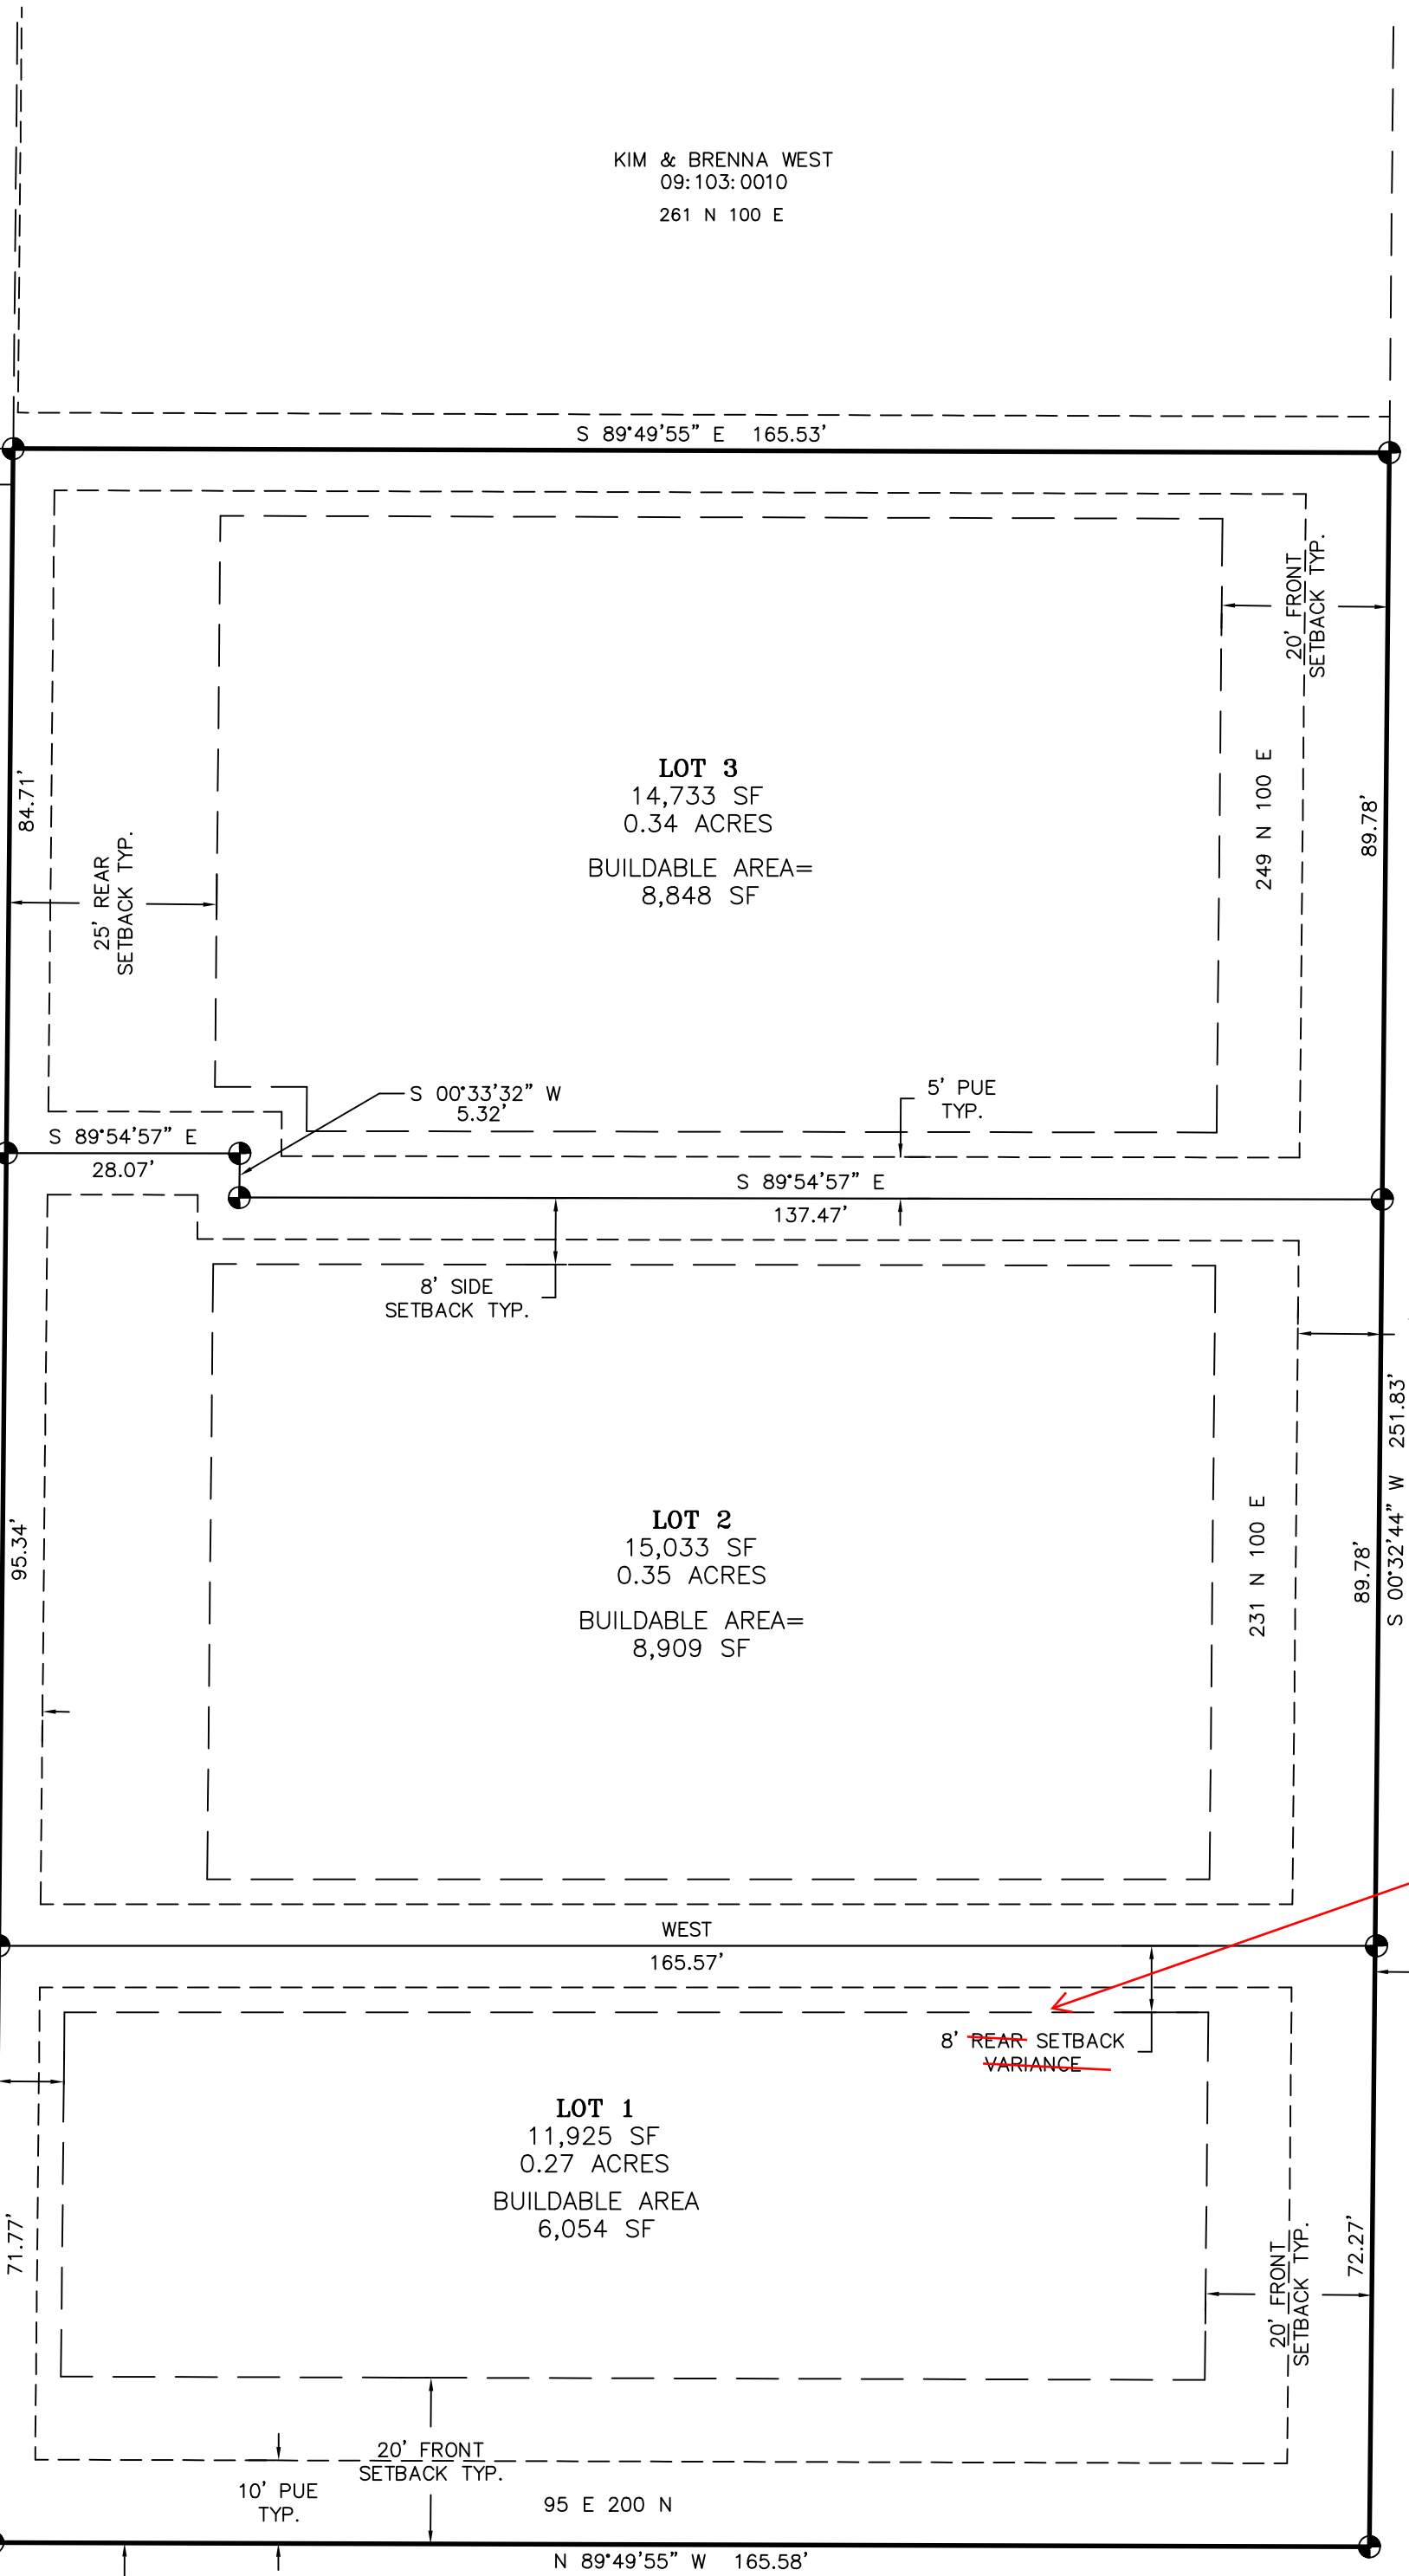 KIM & BRENNA WEST
09:103:0010
261 N 100 E
S 89°49'55" E 165.53'
20' FRONT
SETBACK TYP.
LOT 3
14,733 SF
0.34 ACRES
BUILDABLE AREA=
8,848 SF
84.71'
25' REAR
SETBACK TYP.
249 N 100 E
89.78'
S 00°33'32" W
5.32'
5' PUE
TYP.
S 89°54'57" E
28.07'
S 89°54'57" E
137.47'
8' SIDE
SETBACK TYP.
LOT 2
15,033 SF
0.35 ACRES
BUILDABLE AREA=
8,909 SF
95.34'
231 N 100 E
89.78'
S 00°32'44" W 251.83'
WEST
165.57'
8' REAR SETBACK
VARIANCE
LOT 1
11,925 SF
0.27 ACRES
BUILDABLE AREA
6,054 SF
71.77'
20' FRONT
SETBACK TYP.
72.27'
20' FRONT
SETBACK TYP.
10' PUE
TYP.
95 E 200 N
N 89°49'55" W 165.58'